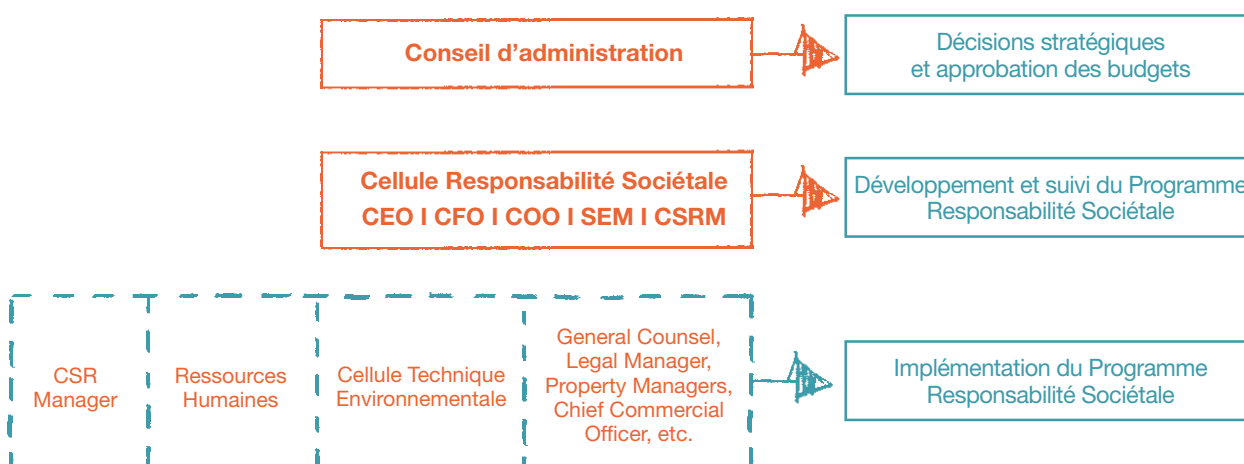 Conseil d'administration
Décisions stratégiques
et approbation des budgets
Cellule Responsabilité Sociétale
CEO I CFO I COO I SEM I CSRM
Développement et suivi du Programme
Responsabilité Sociétale
CSR
Manager
Ressources
Humaines
Cellule Technique
Environnementale
General Counsel,
Legal Manager,
Property Managers,
Chief Commercial
Officer, etc.
Implémentation du Programme
Responsabilité Sociétale